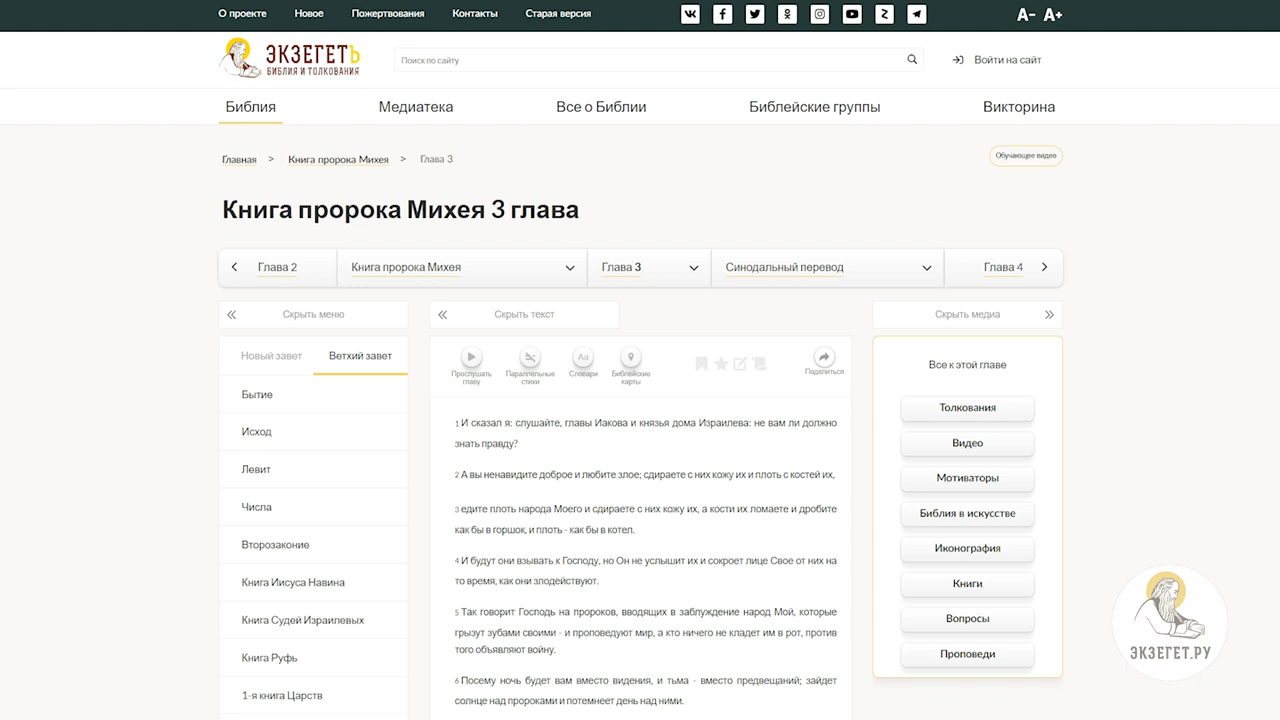 О проекте Новое Пожертвования Контакты Старая версия A- A+
ЭКЗЕГЕТЪ
БИБЛИЯ И ТОЛКОВАНИЯ
Поиск по сайту
Войти на сайт
Библия Медиатека Все о Библии Библейские группы Викторина
Главная > Книга пророка Михея > Глава 3
Обучающее видео
Книга пророка Михея 3 глава
Глава 2 Книга пророка Михея Глава 3 Синодальный перевод Глава 4
Скрыть меню Скрыть текст Скрыть медиа
Новый завет Ветхий завет
Бытие
Исход
Левит
Числа
Второзаконие
Книга Иисуса Навина
Книга Судей Израилевых
Книга Руфь
1-я книга Царств
Прослушать главу
Параллельные стихи
Aa
Словари
Библейские карты
Поделиться
1 И сказал я: слушайте, главы Иакова и князья дома Израилева: не вам ли должно
знать правду?
2 А вы ненавидите доброе и любите злое; сдираете с них кожу их и плоть с костей их,
3 едите плоть народа Моего и сдираете с них кожу их, а кости их ломаете и дробите
как бы в горшок, и плоть - как бы в котел.
4 И будут они взывать к Господу, но Он не услышит их и сокроет лице Свое от них на
то время, как они злодействуют.
5 Так говорит Господь на пророков, вводящих в заблуждение народ Мой, которые
грызут зубами своими - и проповедуют мир, а кто ничего не кладет им в рот, против
того объявляют войну.
6 Посему ночь будет вам вместо видения, и тьма - вместо предвещаний; зайдет
солнце над пророками и потемнеет день над ними.
Все к этой главе
Толкования
Видео
Мотиваторы
Библия в искусстве
Иконография
Книги
Вопросы
Проповеди
ЭКЗЕГЕТ.РУ